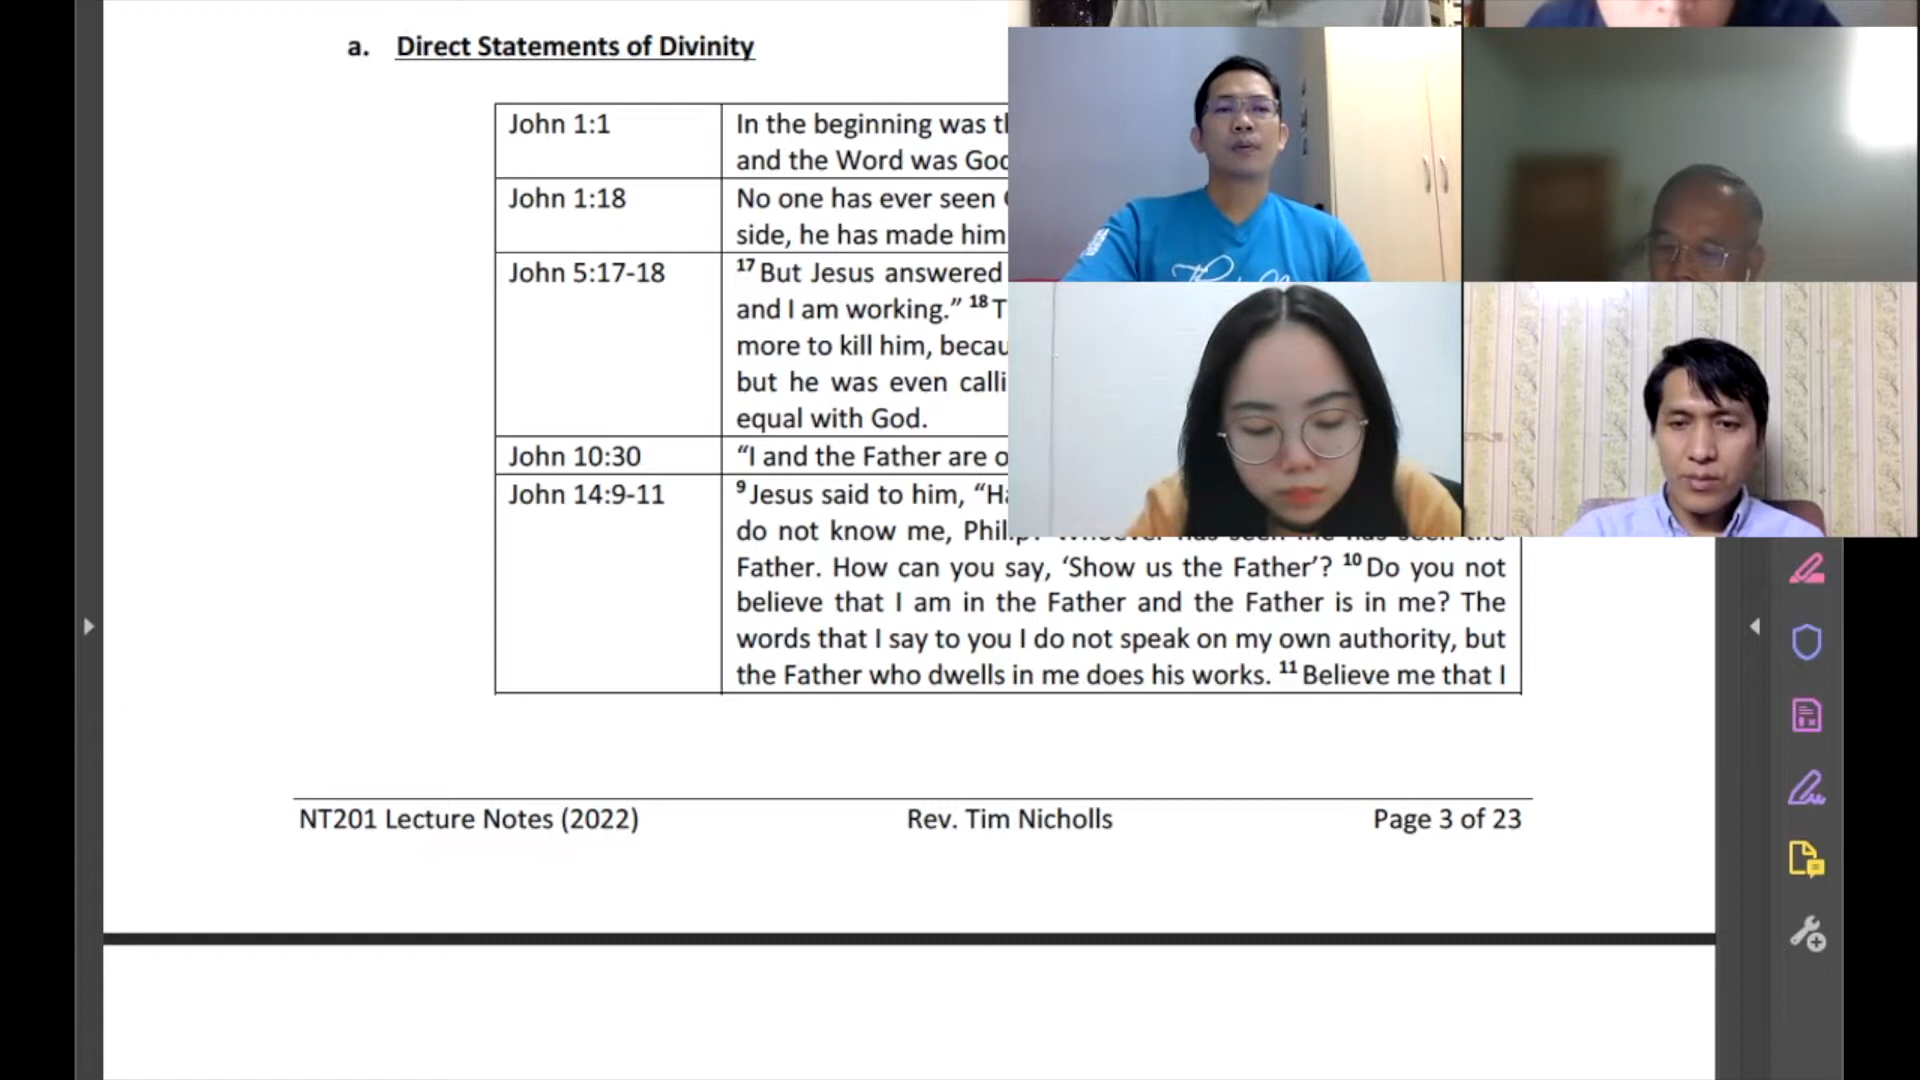 a. Direct Statements of Divinity
John 1:1
In the beginning was
and the Word was God
John 1:18
No one has ever seen
side, he has made him
John 5:17-18
17 But Jesus answered
and I am working.” 18
more to kill him,
but he was even
equal with God.
John 10:30
“I and the Father are
John 14:9-11
9 Jesus said to him,
do not know me,
Father. How can you say, ‘Show us the Father’? 10 Do you not
believe that I am in the Father and the Father is in me? The
words that I say to you I do not speak on my own authority, but
the Father who dwells in me does his works. 11 Believe me that I
NT201 Lecture Notes (2022)
Rev. Tim Nicholls
Page 3 of 23